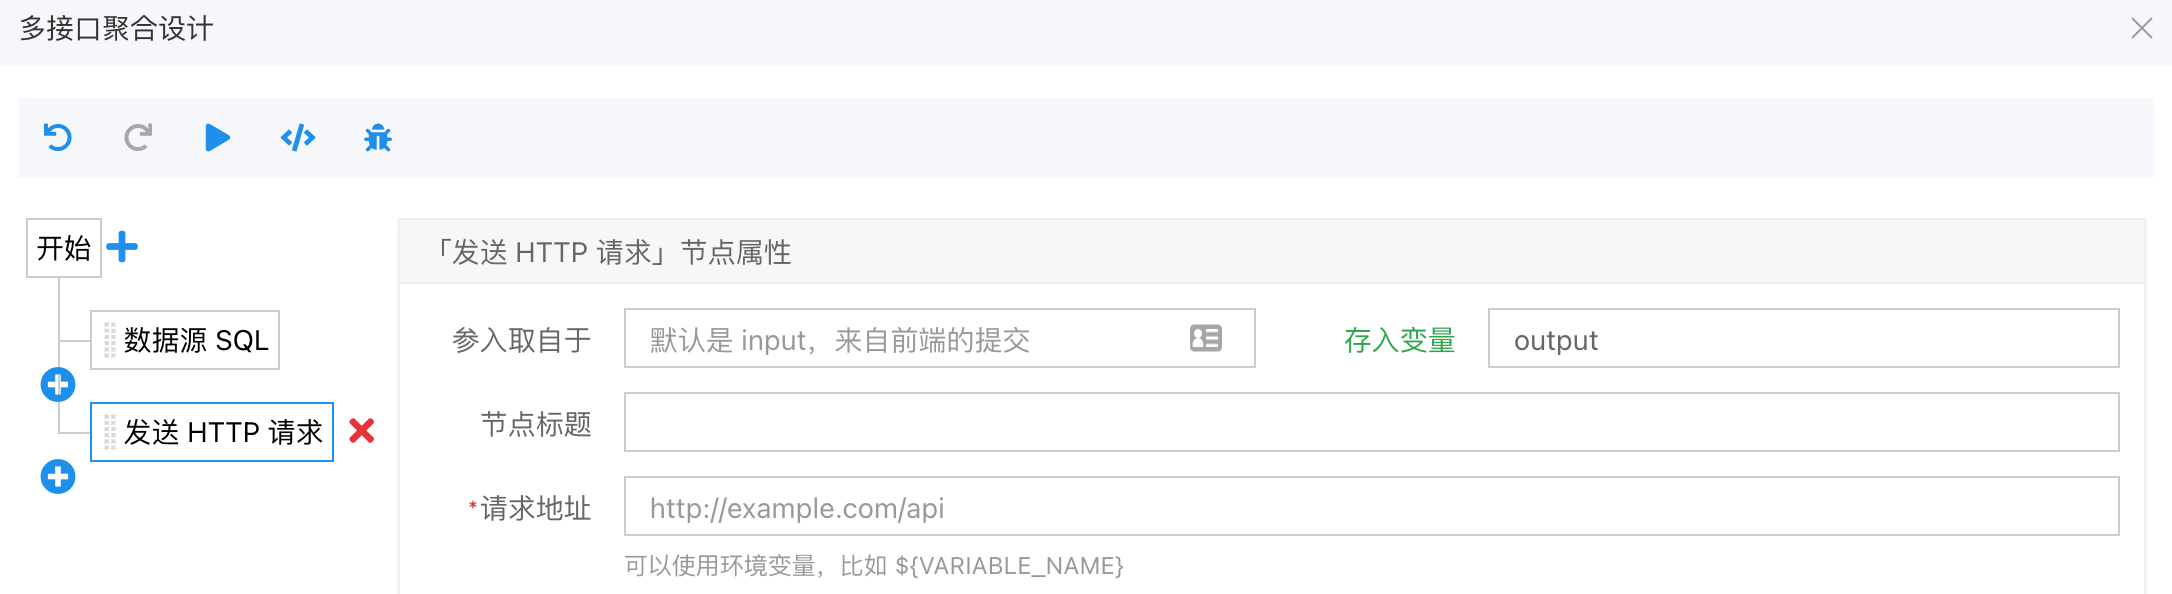 多接口聚合设计
开始
数据源 SQL
发送 HTTP 请求
「发送 HTTP 请求」节点属性
参入取自于 默认是 input，来自前端的提交 存入变量 output
节点标题
*请求地址 http://example.com/api
可以使用环境变量，比如 ${VARIABLE_NAME}